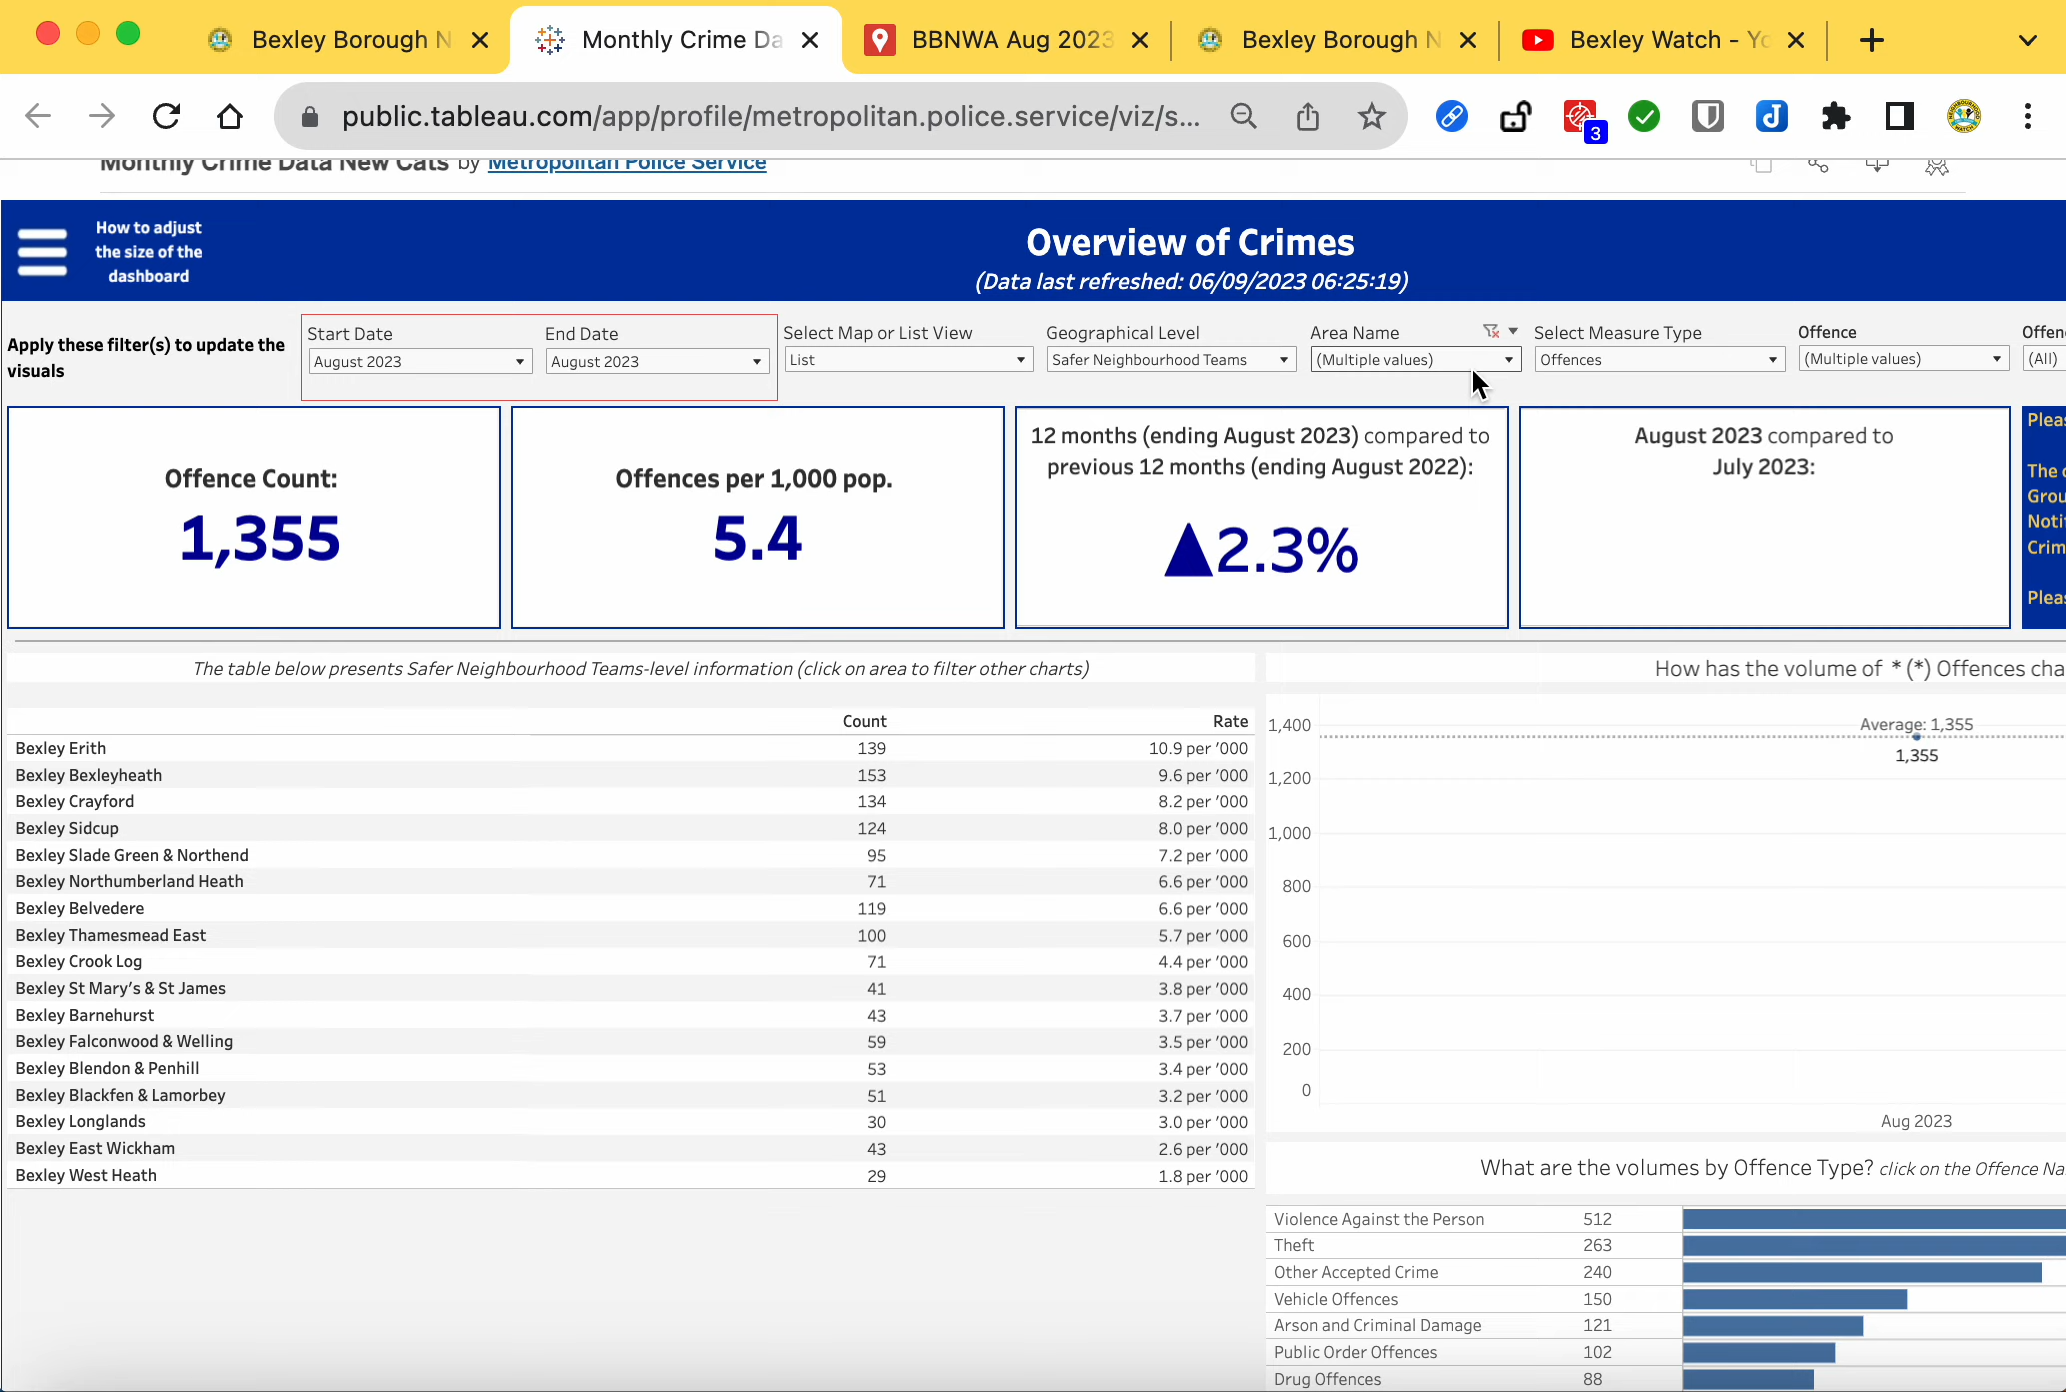 Bexley Borough N
Monthly Crime Da
BBNWA Aug 2023
Bexley Borough N
Bexley Watch - Yo
public.tableau.com/app/profile/metropolitan.police.service/viz/s...
3
Monthly Crime Data New Cats by Metropolitan Police Service
How to adjust
the size of the
dashboard
Overview of Crimes
(Data last refreshed: 06/09/2023 06:25:19)
Apply these filter(s) to update the
visuals
Start Date
August 2023
End Date
August 2023
Select Map or List View
List
Geographical Level
Safer Neighbourhood Teams
Area Name
(Multiple values)
Select Measure Type
Offences
Offence
(Multiple values)
Offen
(All)
Offence Count:
1,355
Offences per 1,000 pop.
5.4
12 months (ending August 2023) compared to
previous 12 months (ending August 2022):
▲2.3%
August 2023 compared to
July 2023:
Plea
The
Grou
Noti
Crim
Plea
The table below presents Safer Neighbourhood Teams-level information (click on area to filter other charts)
Count Rate
Bexley Erith 139 10.9 per '000
Bexley Bexleyheath 153 9.6 per '000
Bexley Crayford 134 8.2 per '000
Bexley Sidcup 124 8.0 per '000
Bexley Slade Green & Northend 95 7.2 per '000
Bexley Northumberland Heath 71 6.6 per '000
Bexley Belvedere 119 6.6 per '000
Bexley Thamesmead East 100 5.7 per '000
Bexley Crook Log 71 4.4 per '000
Bexley St Mary's & St James 41 3.8 per '000
Bexley Barnehurst 43 3.7 per '000
Bexley Falconwood & Welling 59 3.5 per '000
Bexley Blendon & Penhill 53 3.4 per '000
Bexley Blackfen & Lamorbey 51 3.2 per '000
Bexley Longlands 30 3.0 per '000
Bexley East Wickham 43 2.6 per '000
Bexley West Heath 29 1.8 per '000
How has the volume of * (*) Offences cha
1,400
1,200
1,000
800
600
400
200
0
Average: 1,355
1,355
Aug 2023
What are the volumes by Offence Type? click on the Offence Na
Violence Against the Person 512
Theft 263
Other Accepted Crime 240
Vehicle Offences 150
Arson and Criminal Damage 121
Public Order Offences 102
Drug Offences 88